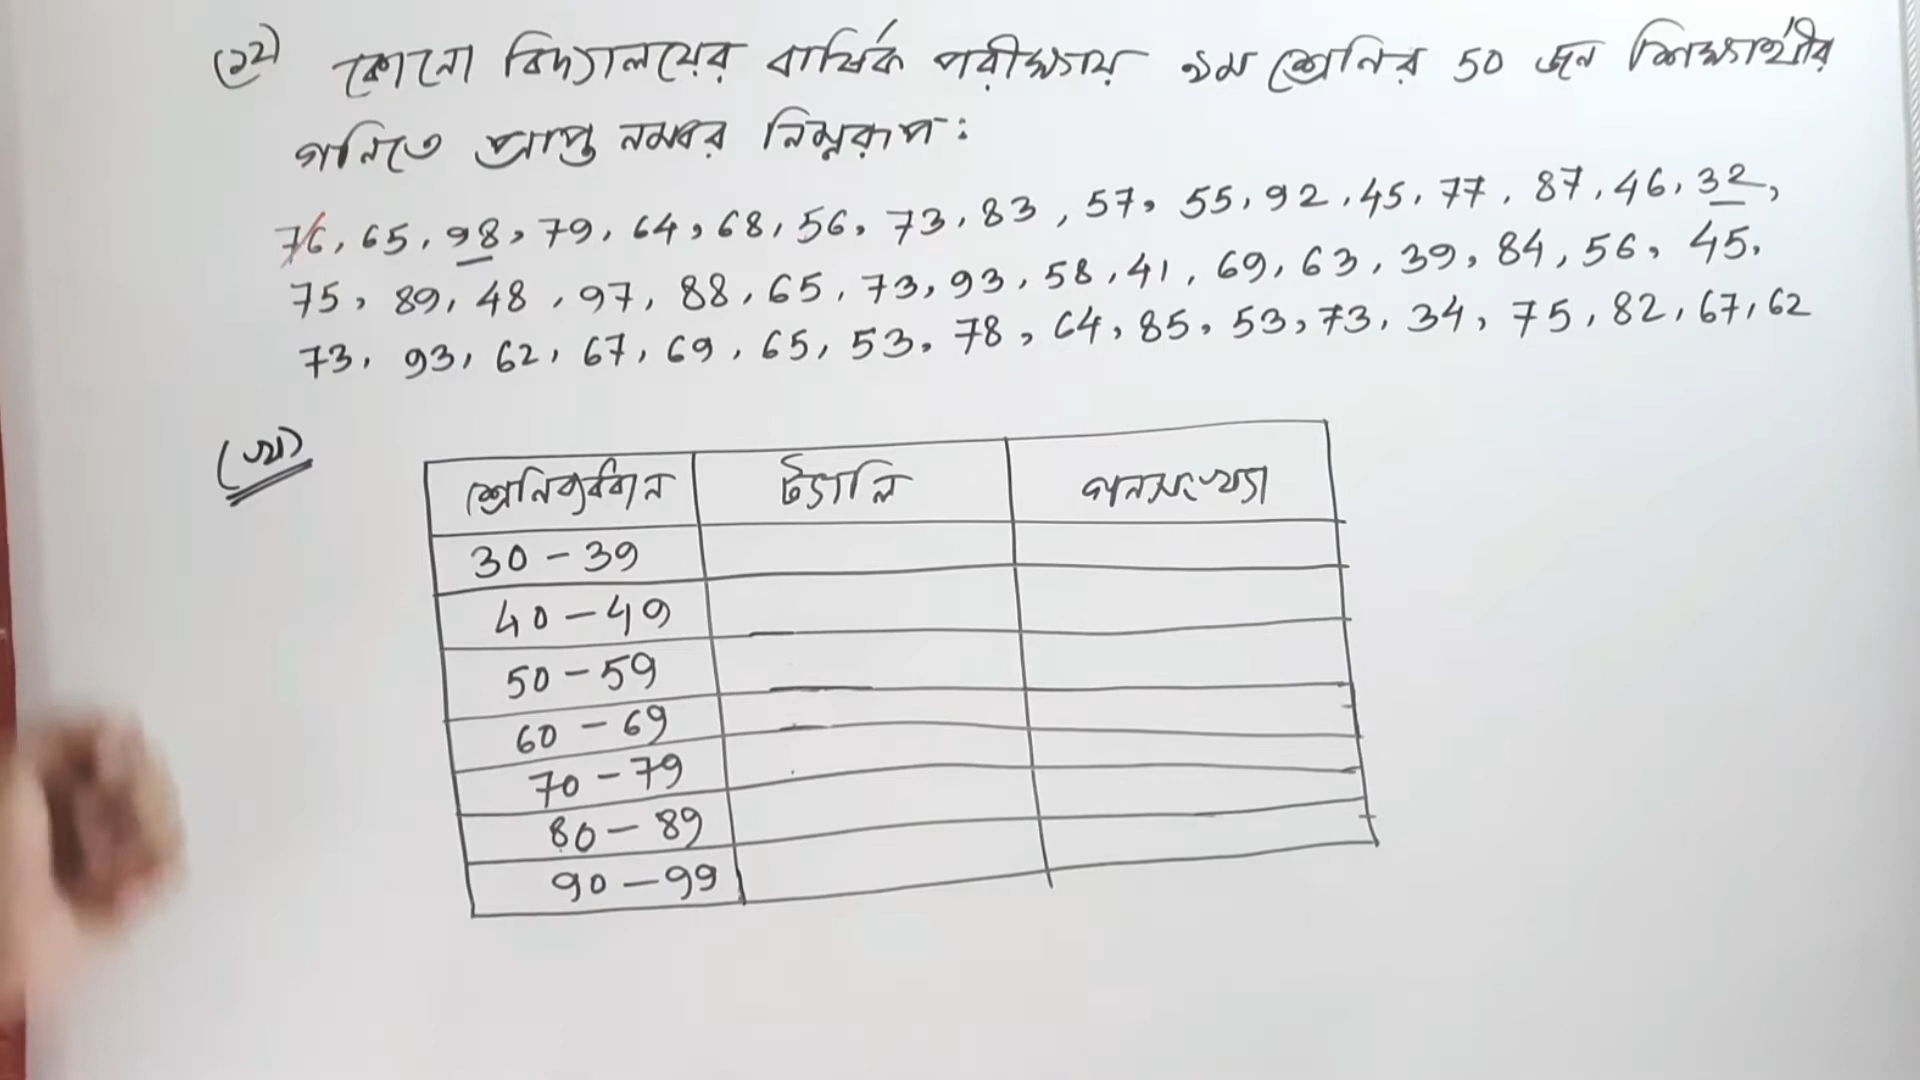 (১২) কোনো বিদ্যালয়ের বার্ষিক পরীক্ষায় ৯ম শ্রেনির 50 জন শিক্ষার্থীর
গনিতে প্রাপ্ত নম্বর নিম্নরূপ:
76, 65, 98, 79, 64, 68, 56, 73, 83, 57, 55, 92, 45, 77, 87, 46, 32,
75, 89, 48, 97, 88, 65, 73, 93, 58, 41, 69, 63, 39, 84, 56, 45,
73, 93, 62, 67, 69, 65, 53, 78, 64, 85, 53, 73, 34, 75, 82, 67, 62
(খ)
শ্রেনিব্যবধান ট্যালি গনসংখ্যা
30 – 39
40 – 49
50 – 59
60 – 69
70 – 79
80 – 89
90 – 99